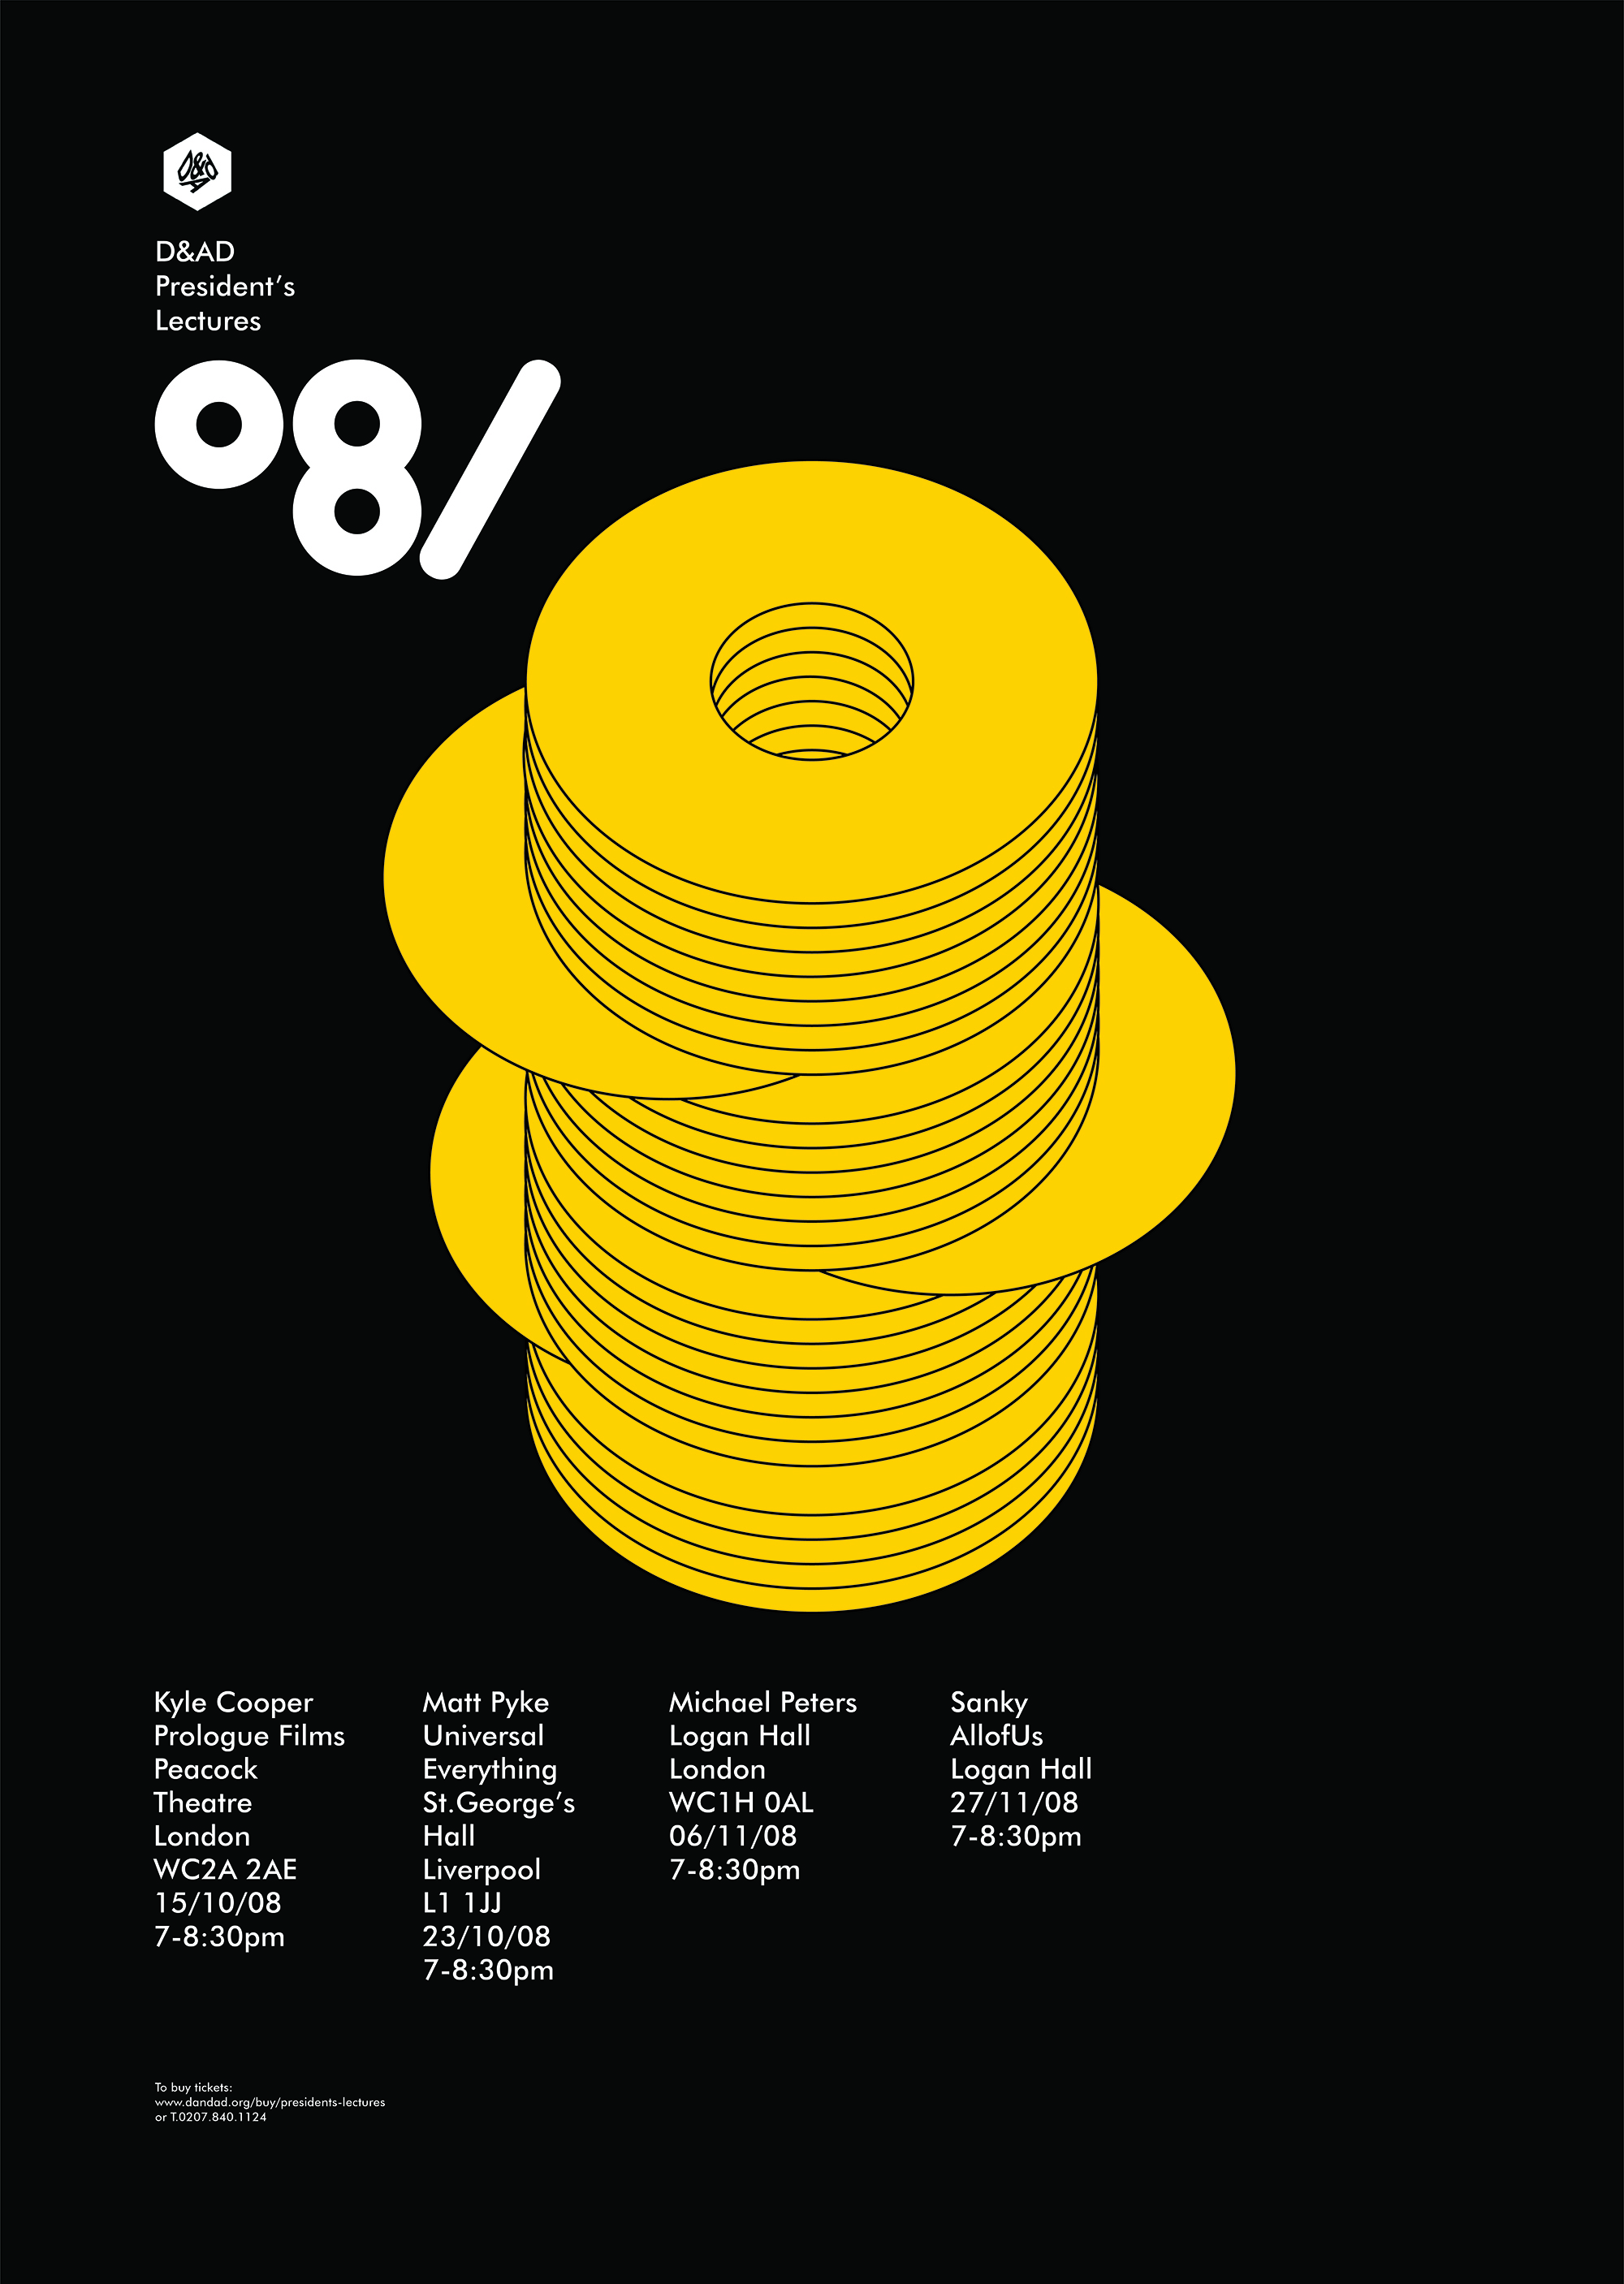 D&AD
D&AD
President’s
Lectures
08/
Kyle Cooper
Prologue Films
Peacock
Theatre
London
WC2A 2AE
15/10/08
7-8:30pm
Matt Pyke
Universal
Everything
St.George’s
Hall
Liverpool
L1 1JJ
23/10/08
7-8:30pm
Michael Peters
Logan Hall
London
WC1H 0AL
06/11/08
7-8:30pm
Sanky
AllofUs
Logan Hall
27/11/08
7-8:30pm
To buy tickets:
www.dandad.org/buy/presidents-lectures
or T.0207.840.1124